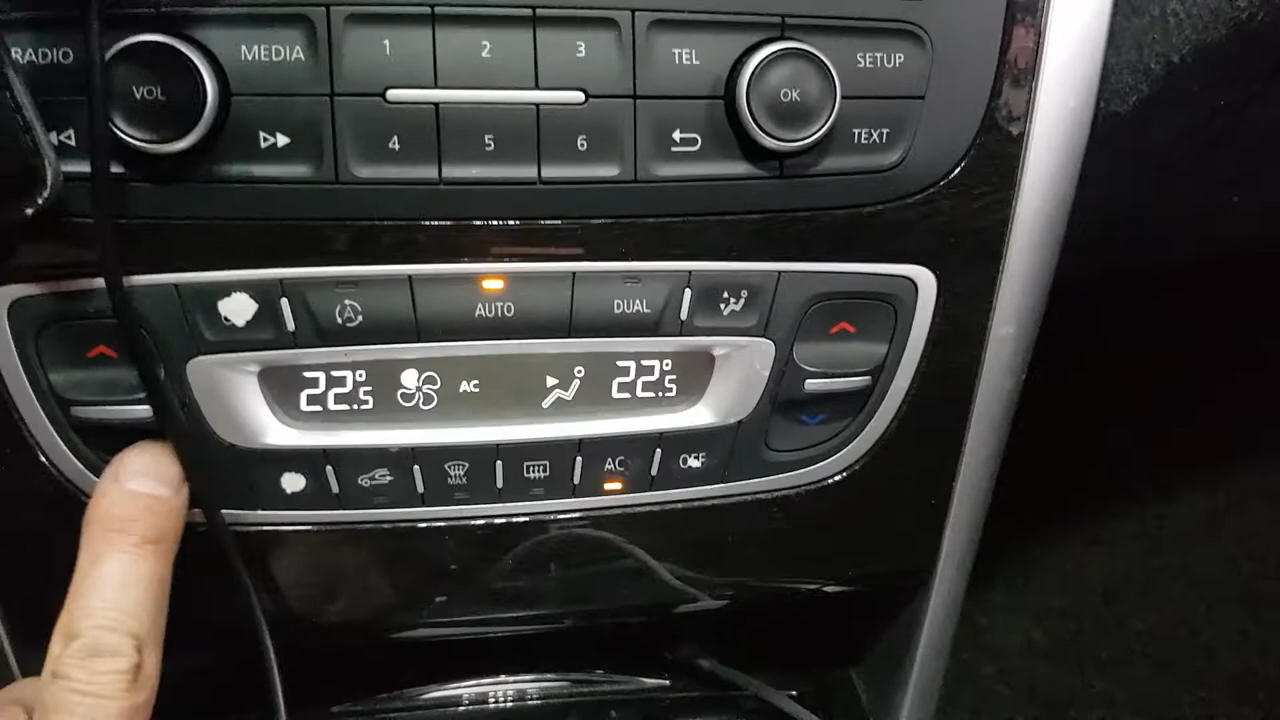 RADIO VOL MEDIA 1 2 3 TEL OK SETUP
4 5 6 TEXT
A AUTO DUAL
22°.5 AC 22°.5
MAX AC OFF